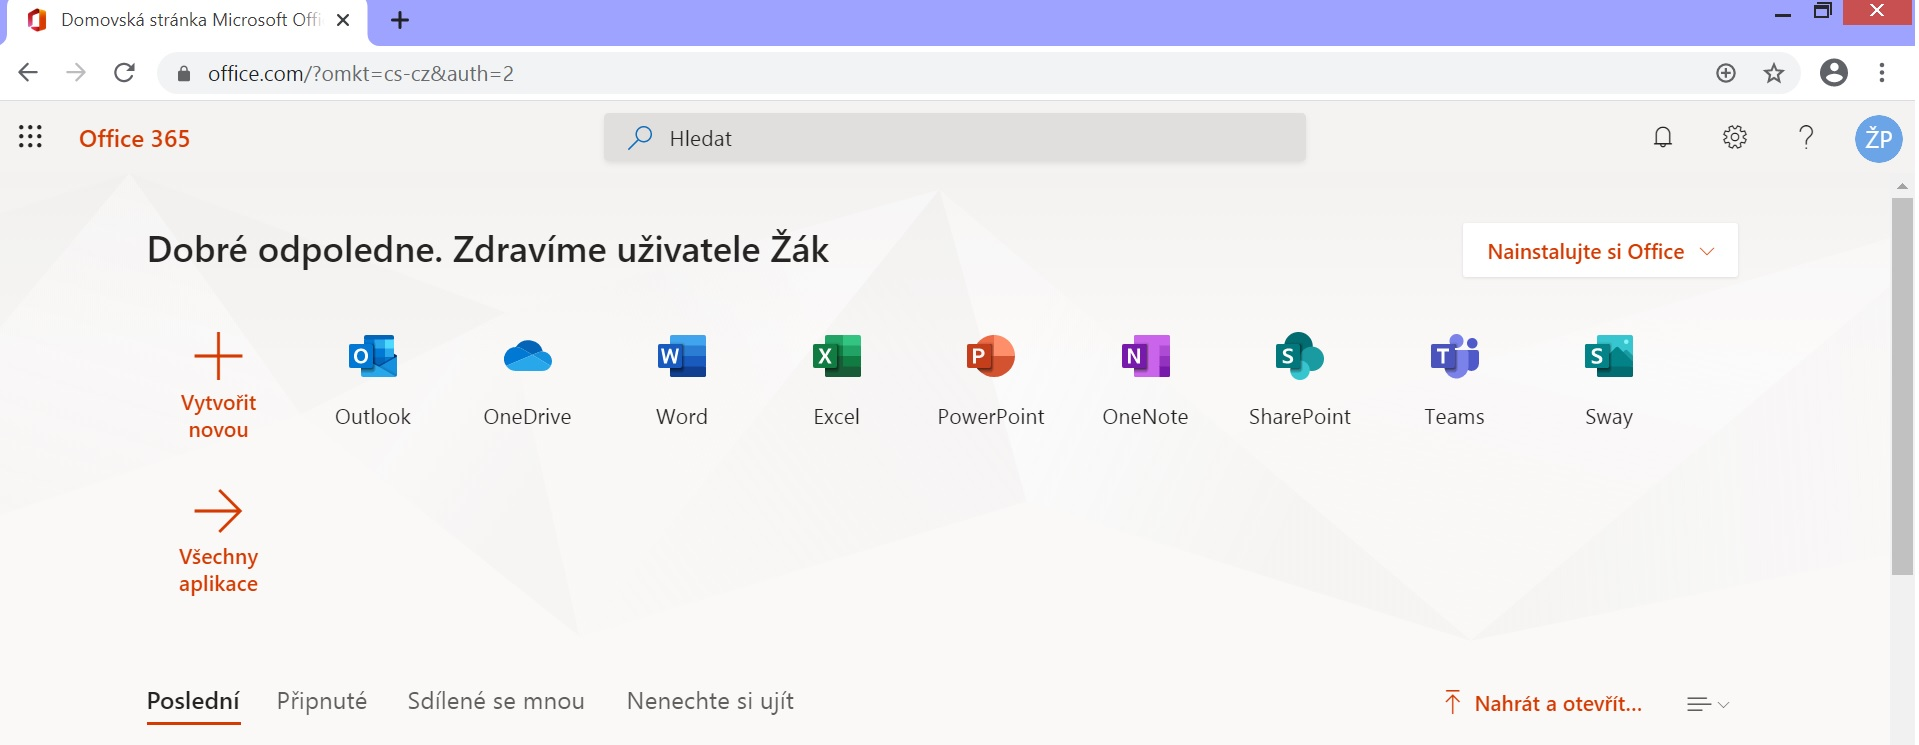 Domovská stránka Microsoft Offi
office.com/?omkt=cs-cz&auth=2
Office 365
Hledat
ŽP
Dobré odpoledne. Zdravíme uživatele Žák
Nainstalujte si Office
Vytvořit
novou
Outlook
OneDrive
Word
Excel
PowerPoint
OneNote
SharePoint
Teams
Sway
Všechny
aplikace
Poslední
Připnuté
Sdílené se mnou
Nenechte si ujít
Nahrát a otevřít...